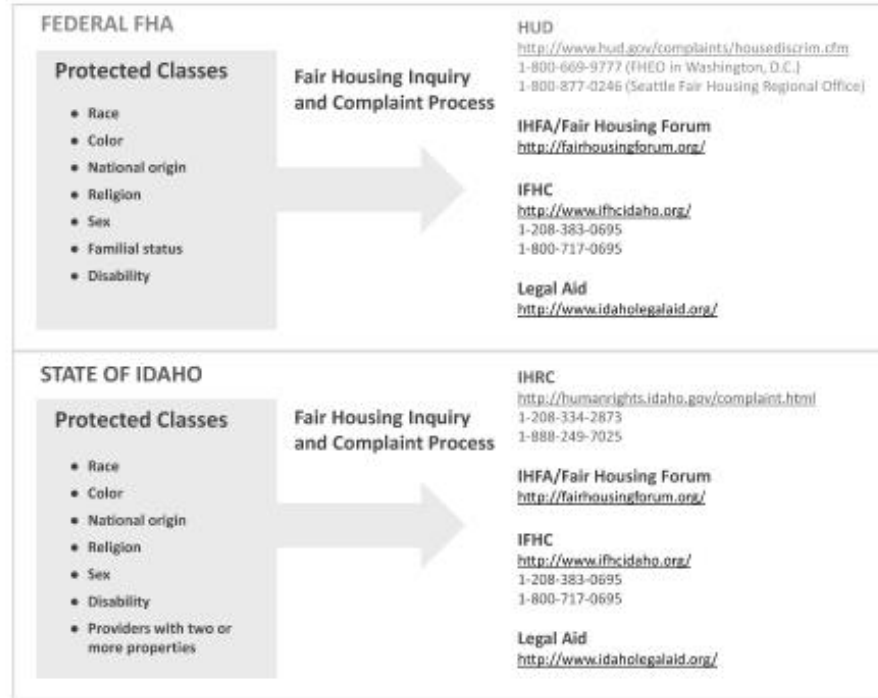 FEDERAL FHA
Protected Classes
• Race
• Color
• National origin
• Religion
• Sex
• Familial status
• Disability
Fair Housing Inquiry
and Complaint Process
HUD
http://www.hud.gov/complaints/housediscrim.cfm
1-800-669-9777 (FHEO in Washington, D.C.)
1-800-877-0246 (Seattle Fair Housing Regional Office)
IHFA/Fair Housing Forum
http://fairhousingforum.org/
IFHC
http://www.ifhcidaho.org/
1-208-383-0695
1-800-717-0695
Legal Aid
http://www.idaholegalaid.org/
STATE OF IDAHO
Protected Classes
• Race
• Color
• National origin
• Religion
• Sex
• Disability
• Providers with two or
more properties
Fair Housing Inquiry
and Complaint Process
IHRC
http://humanrights.idaho.gov/complaint.html
1-208-334-2873
1-888-249-7025
IHFA/Fair Housing Forum
http://fairhousingforum.org/
IFHC
http://www.ifhcidaho.org/
1-208-383-0695
1-800-717-0695
Legal Aid
http://www.idaholegalaid.org/